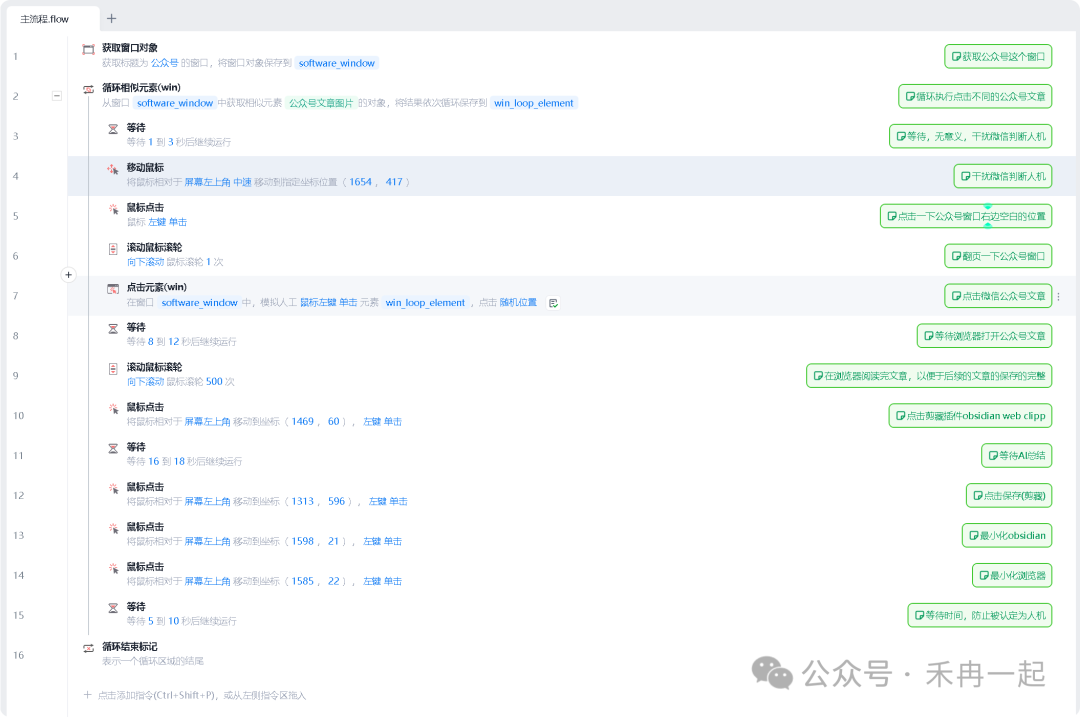 主流程.flow
1
获取窗口对象
获取标题为 公众号 的窗口，将窗口对象保存到 software_window
获取公众号这个窗口
2
循环相似元素(win)
从窗口 software_window 中获取相似元素 公众号文章图片 的对象，将结果依次循环保存到 win_loop_element
循环执行点击不同的公众号文章
3
等待
等待 1 到 3 秒后继续运行
等待，无意义，干扰微信判断人机
4
移动鼠标
将鼠标相对于 屏幕左上角 中速 移动到指定坐标位置（ 1654 ， 417 ）
干扰微信判断人机
5
鼠标点击
鼠标 左键 单击
点击一下公众号窗口右边空白的位置
6
滚动鼠标滚轮
向下滚动 鼠标滚轮 1 次
翻页一下公众号窗口
7
点击元素(win)
在窗口 software_window 中，模拟人工 鼠标左键 单击 元素 win_loop_element ，点击 随机位置
点击微信公众号文章
8
等待
等待 8 到 12 秒后继续运行
等待浏览器打开公众号文章
9
滚动鼠标滚轮
向下滚动 鼠标滚轮 500 次
在浏览器阅读完文章，以便于后续的文章的保存的完整
10
鼠标点击
将鼠标相对于 屏幕左上角 移动到坐标（ 1469 ， 60 ）， 左键 单击
点击剪藏插件obsidian web clipp
11
等待
等待 16 到 18 秒后继续运行
等待AI总结
12
鼠标点击
将鼠标相对于 屏幕左上角 移动到坐标（ 1313 ， 596 ）， 左键 单击
点击保存(剪藏)
13
鼠标点击
将鼠标相对于 屏幕左上角 移动到坐标（ 1598 ， 21 ）， 左键 单击
最小化obsidian
14
鼠标点击
将鼠标相对于 屏幕左上角 移动到坐标（ 1585 ， 22 ）， 左键 单击
最小化浏览器
15
等待
等待 5 到 10 秒后继续运行
等待时间，防止被认定为人机
16
循环结束标记
表示一个循环区域的结尾
点击添加指令(Ctrl+Shift+P)，或从左侧指令区拖入
公众号 · 禾冉一起